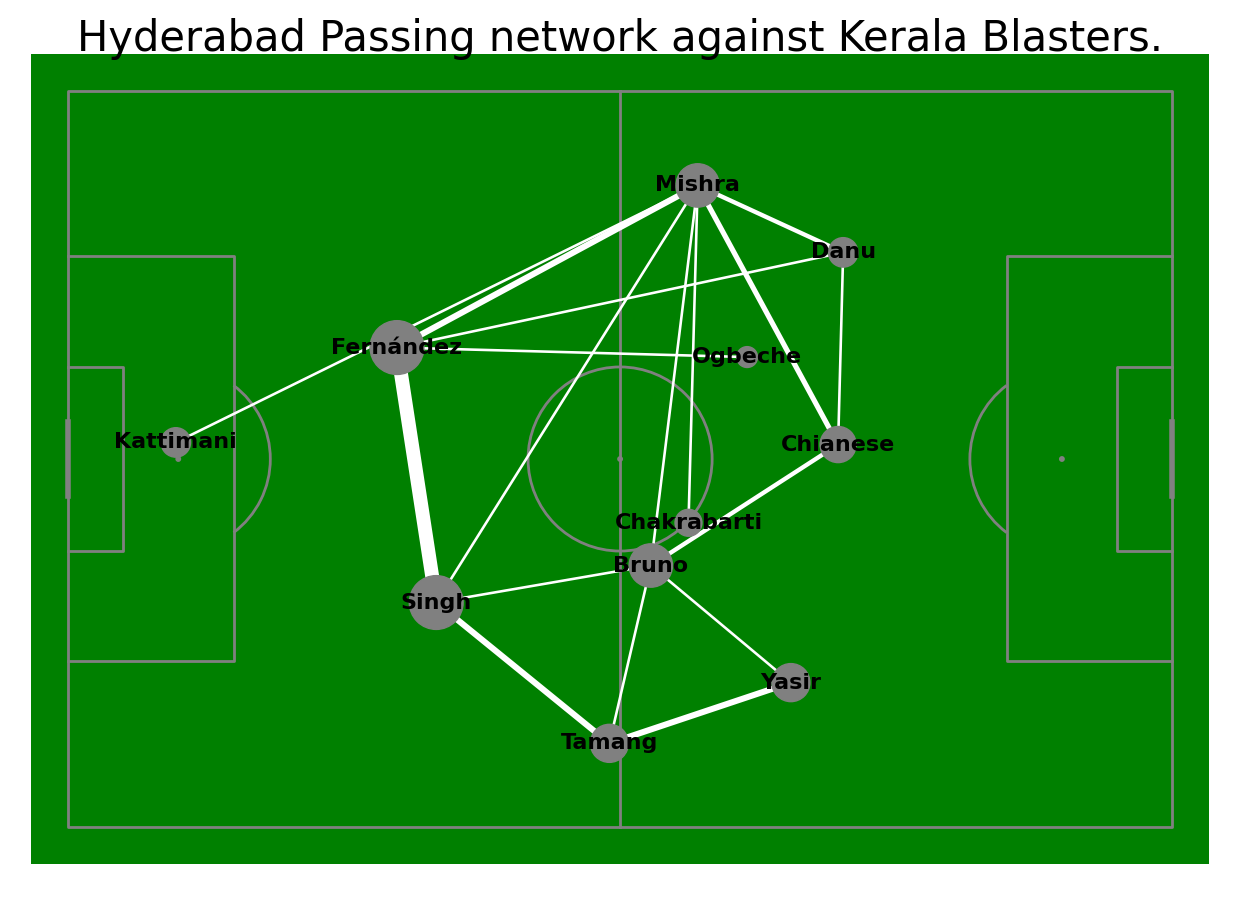 Hyderabad Passing network against Kerala Blasters.
Mishra
Danu
Fernández
Ogbeche
Kattimani
Chianese
Chakrabarti
Bruno
Singh
Yasir
Tamang